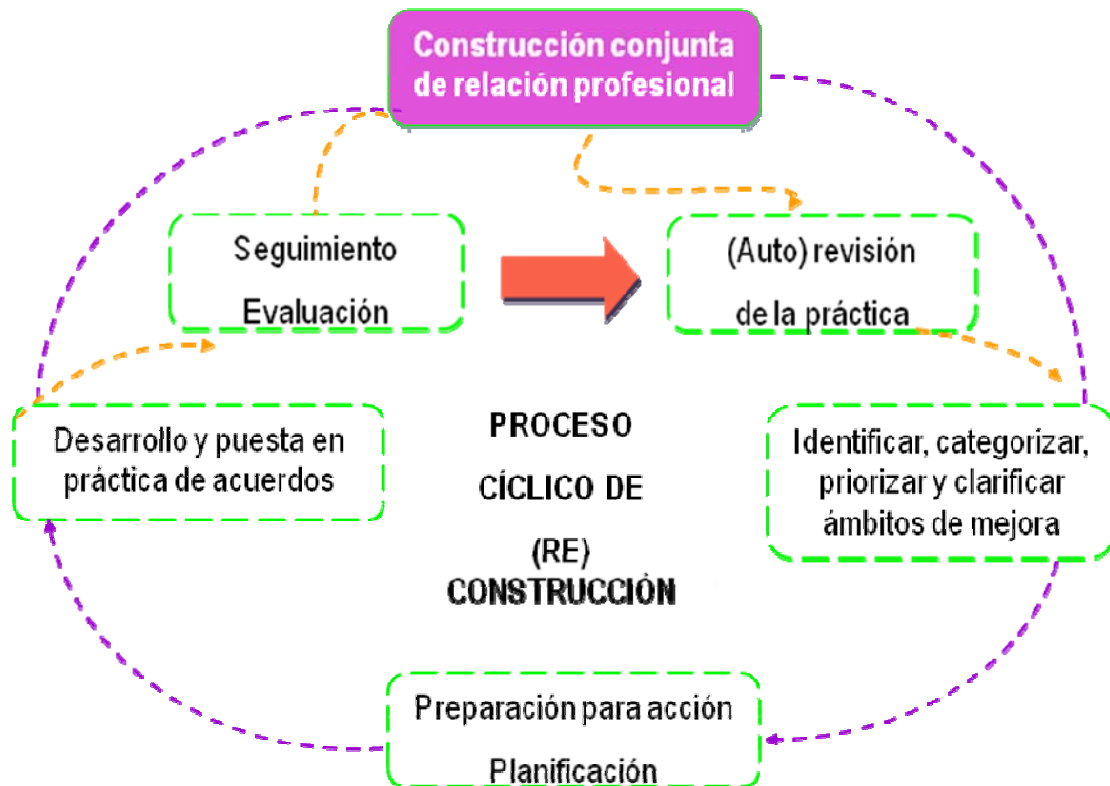 Construcción conjunta
de relación profesional
Seguimiento
Evaluación
(Auto) revisión
de la práctica
Desarrollo y puesta en
práctica de acuerdos
PROCESO
CÍCLICO DE
(RE)
CONSTRUCCIÓN
Identificar, categorizar,
priorizar y clarificar
ámbitos de mejora
Preparación para acción
Planificación